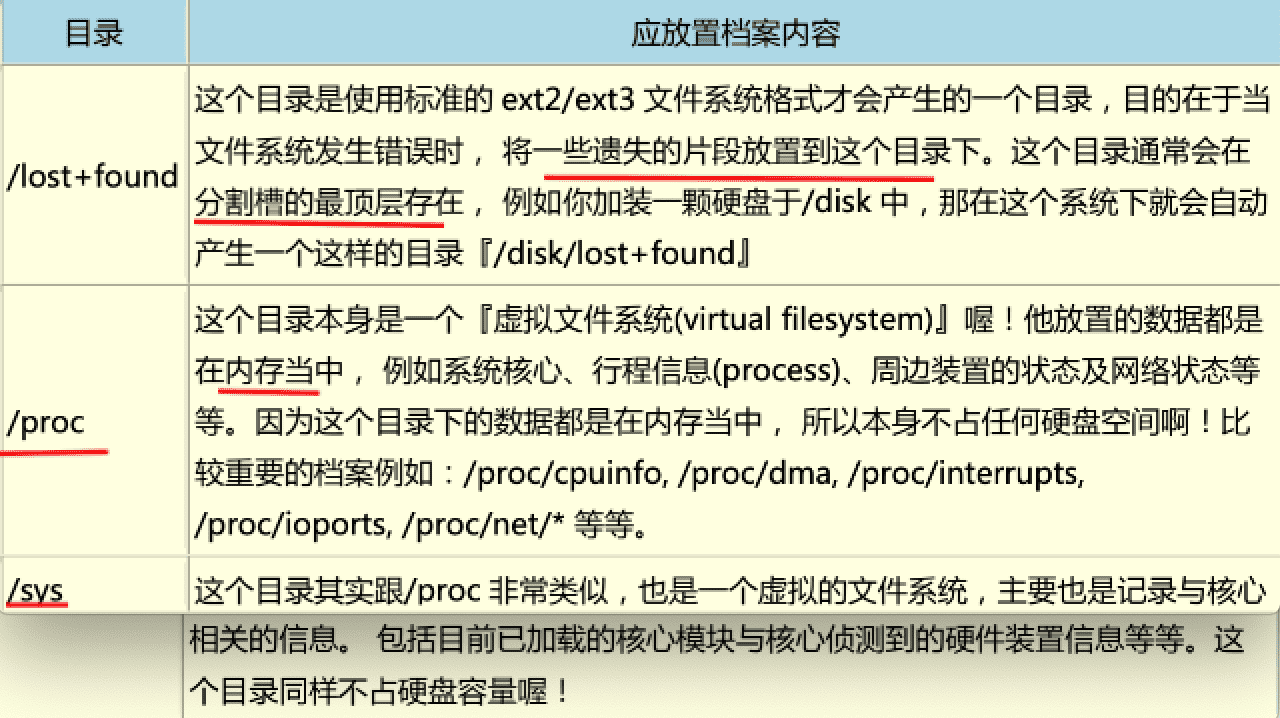 目录
应放置档案内容
/lost+found
这个目录是使用标准的 ext2/ext3 文件系统格式才会产生的一个目录，目的在于当
文件系统发生错误时， 将一些遗失的片段放置到这个目录下。这个目录通常会在
分割槽的最顶层存在， 例如你加装一颗硬盘于/disk 中，那在这个系统下就会自动
产生一个这样的目录『/disk/lost+found』
/proc
这个目录本身是一个『虚拟文件系统(virtual filesystem)』喔！他放置的数据都是
在内存当中， 例如系统核心、行程信息(process)、周边装置的状态及网络状态等
等。因为这个目录下的数据都是在内存当中， 所以本身不占任何硬盘空间啊！比
较重要的档案例如：/proc/cpuinfo, /proc/dma, /proc/interrupts,
/proc/ioports, /proc/net/* 等等。
/sys
这个目录其实跟/proc 非常类似，也是一个虚拟的文件系统，主要也是记录与核心
相关的信息。 包括目前已加载的核心模块与核心侦测到的硬件装置信息等等。这
个目录同样不占硬盘容量喔！